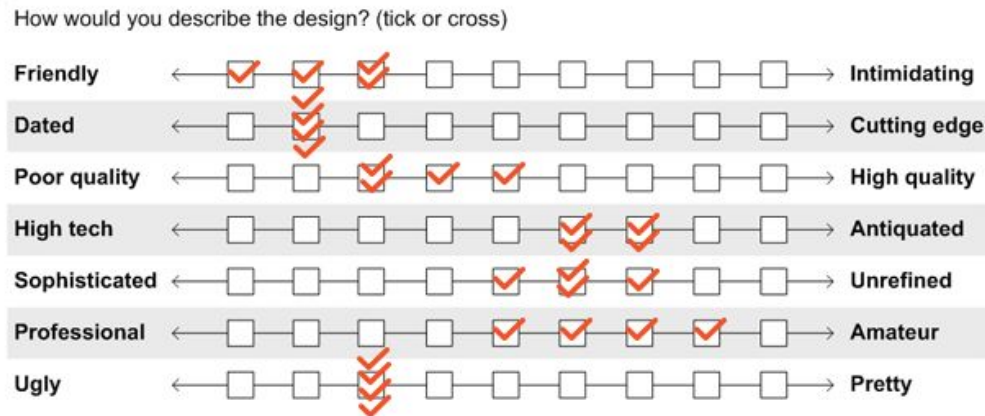 How would you describe the design? (tick or cross)
Friendly Intimidating
Dated Cutting edge
Poor quality High quality
High tech Antiquated
Sophisticated Unrefined
Professional Amateur
Ugly Pretty